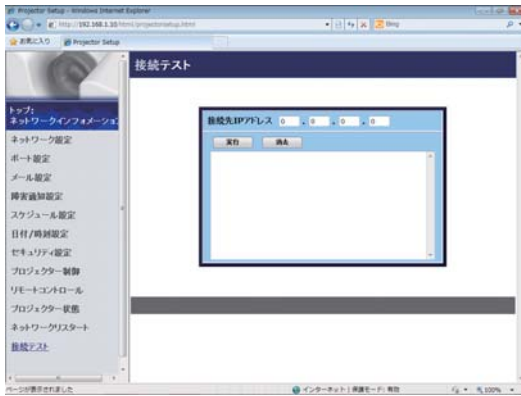 Projector Setup - Windows Internet Explorer
http://192.168.1.10/html/projectorsetup.html
Bing
お気に入り
Projector Setup
接続テスト
トップ:
ネットワークインフォメーション
ネットワーク設定
ポート設定
メール設定
障害通知設定
スケジュール設定
日付/時刻設定
セキュリティ設定
プロジェクター制御
リモートコントロール
プロジェクター状態
ネットワークリスタート
接続テスト
接続先IPアドレス 0 . 0 . 0 . 0
実行 消去
ページが表示されました
インターネット | 保護モード: 有効
100%